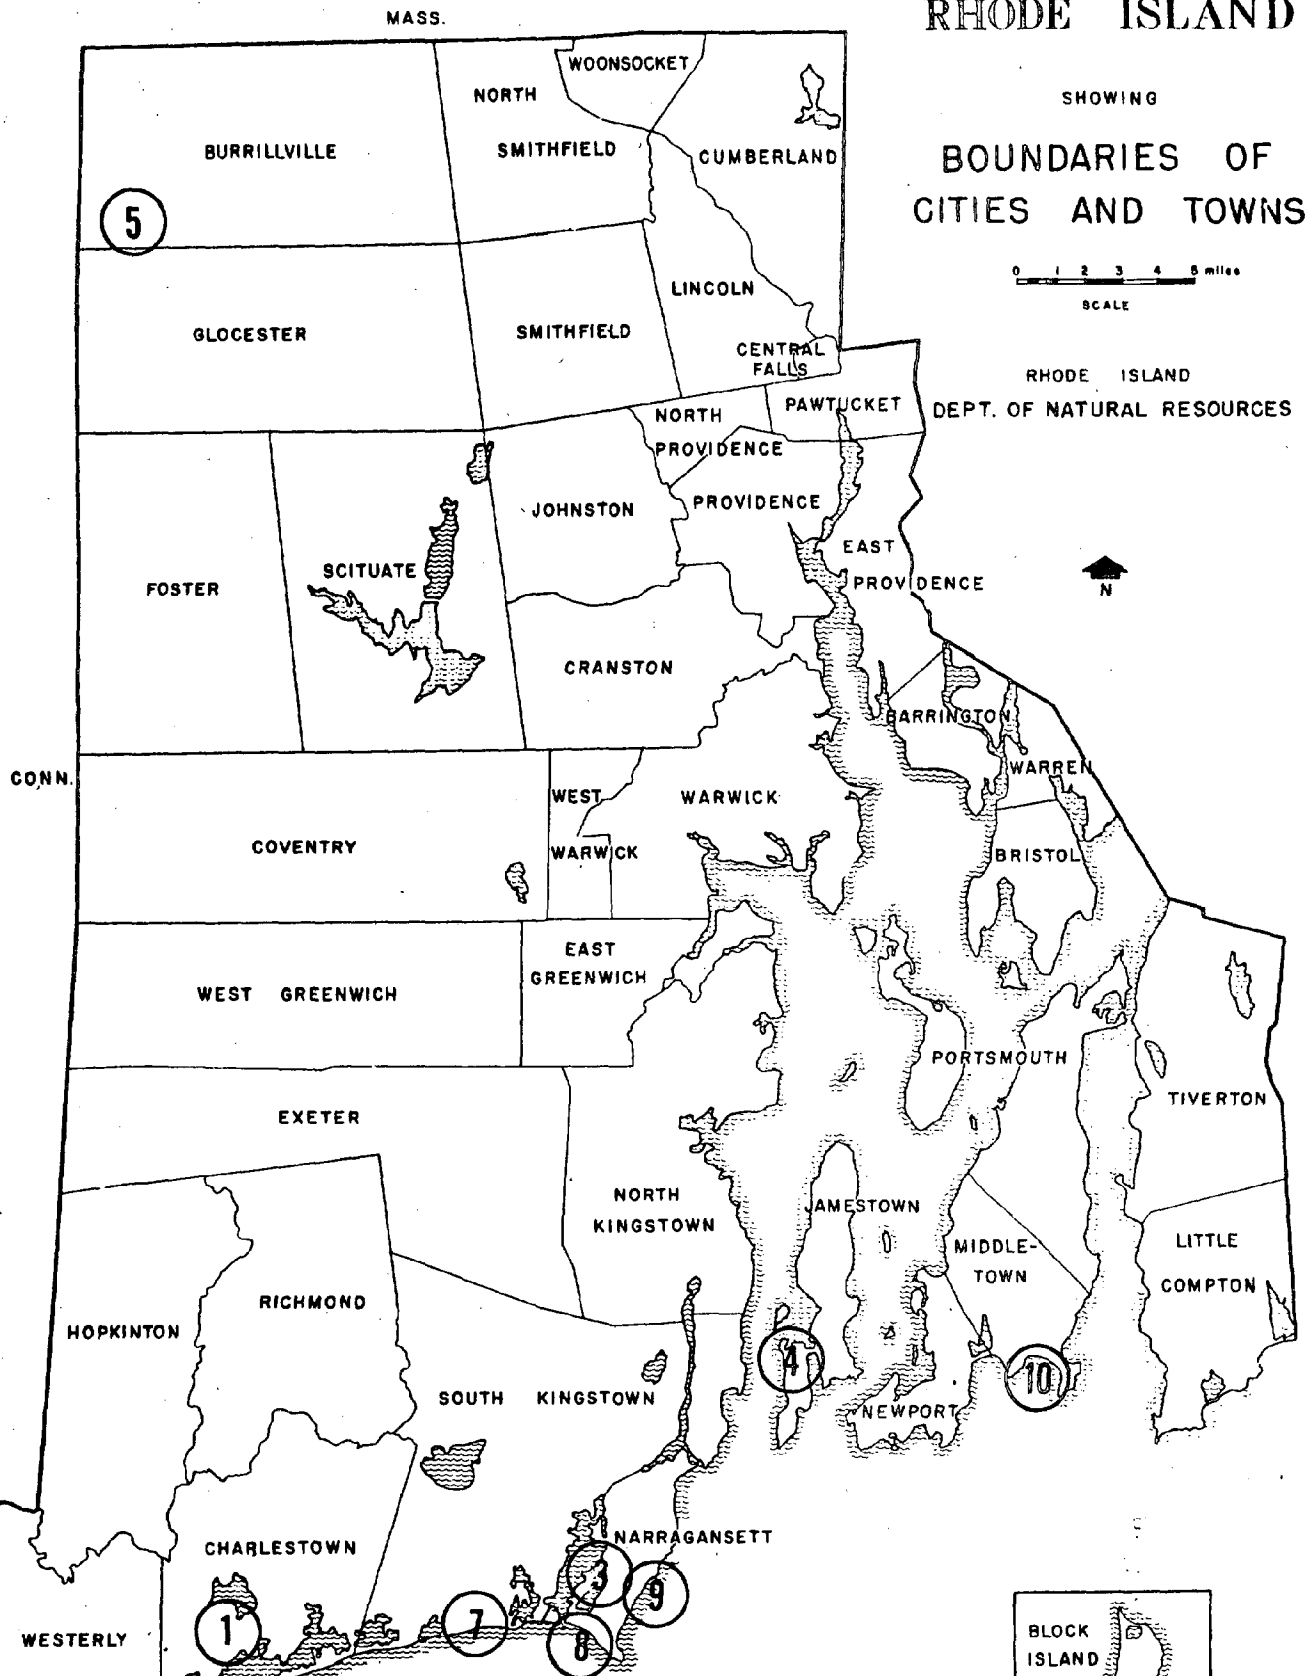 RHODE ISLAND
SHOWING
BOUNDARIES OF
CITIES AND TOWNS
0 1 2 3 4 5 miles
SCALE
RHODE ISLAND
DEPT. OF NATURAL RESOURCES
MASS.
WOONSOCKET
NORTH
SMITHFIELD
BURRILLVILLE
CUMBERLAND
5
LINCOLN
GLOCESTER
SMITHFIELD
CENTRAL
FALLS
PAWTUCKET
NORTH
PROVIDENCE
PROVIDENCE
JOHNSTON
EAST
PROVIDENCE
SCITUATE
FOSTER
N
CRANSTON
BARRINGTON
WARREN
CONN.
WEST
WARWICK
WARWICK
COVENTRY
BRISTOL
EAST
GREENWICH
WEST GREENWICH
PORTSMOUTH
TIVERTON
EXETER
NORTH
KINGSTOWN
JAMESTOWN
MIDDLE-
TOWN
LITTLE
COMPTON
RICHMOND
HOPKINTON
4
10
SOUTH KINGSTOWN
NEWPORT
NARRAGANSETT
CHARLESTOWN
3
9
1
7
8
WESTERLY
BLOCK
ISLAND